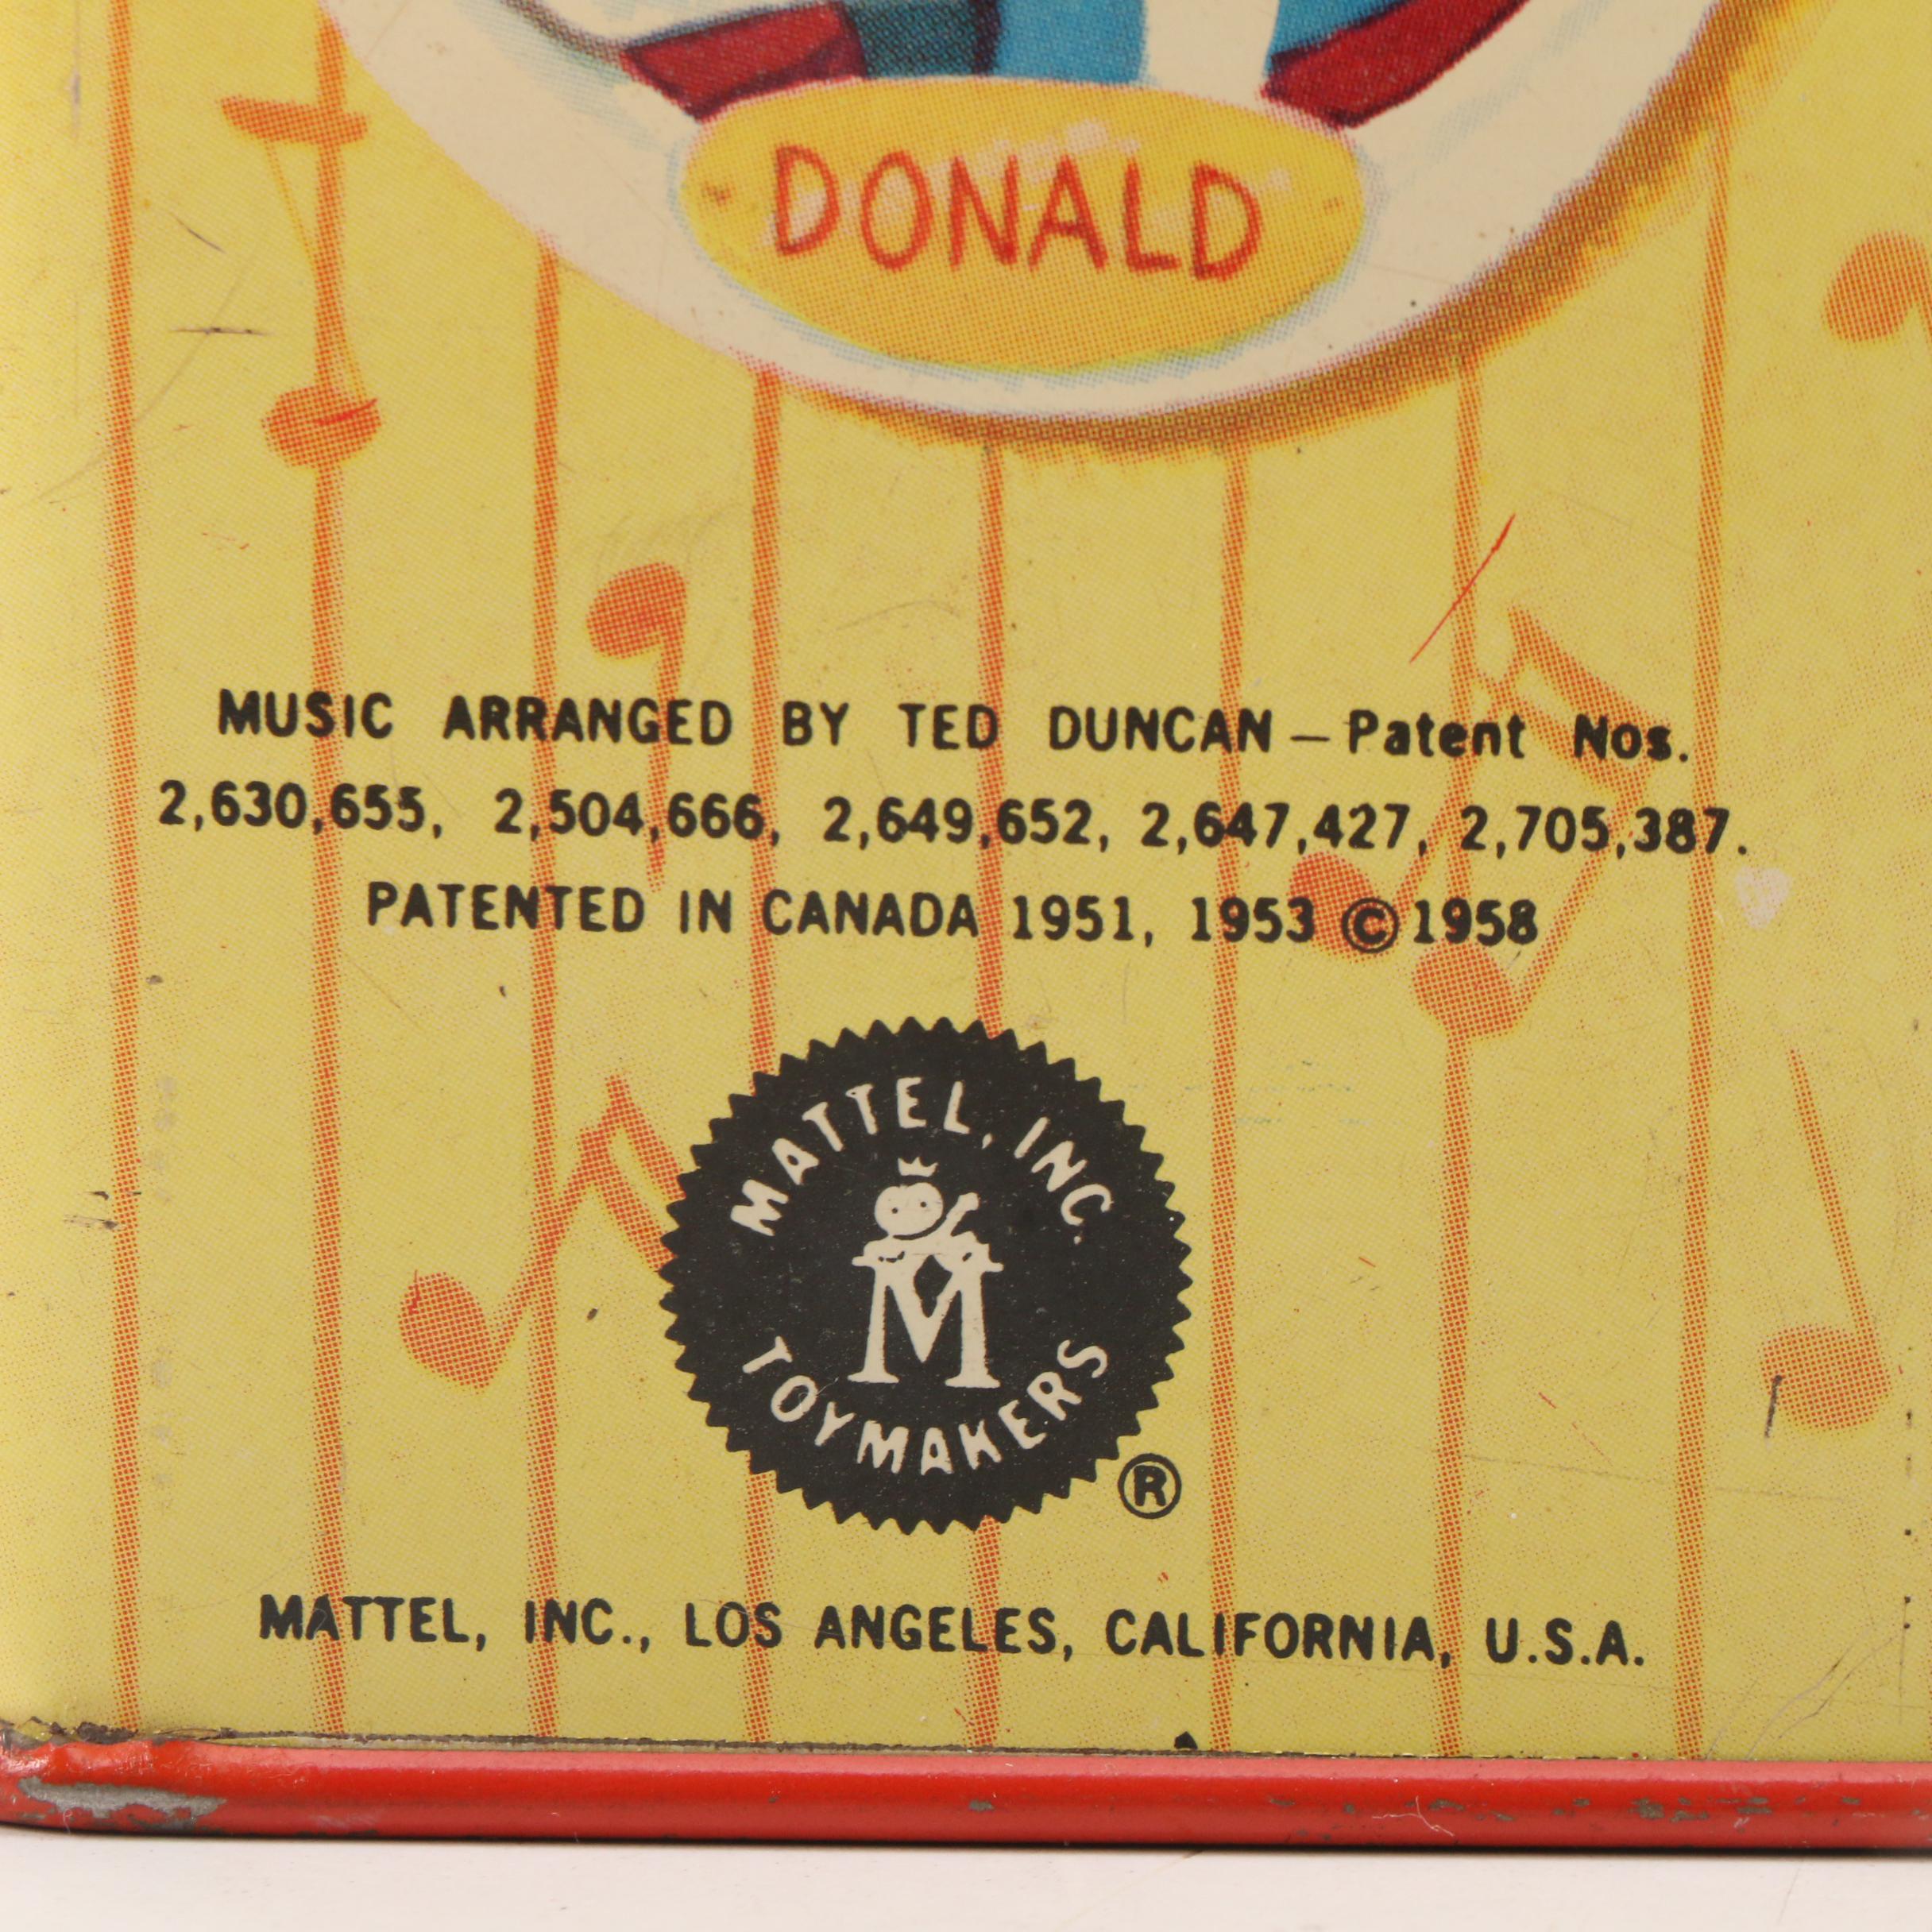 DONALD
MUSIC ARRANGED BY TED DUNCAN — Patent Nos.
2,630,655, 2,504,666, 2,649,652, 2,647,427, 2,705,387.
PATENTED IN CANADA 1951, 1953 © 1958
MATTEL, INC.
M
TOYMAKERS
®
MATTEL, INC., LOS ANGELES, CALIFORNIA, U.S.A.